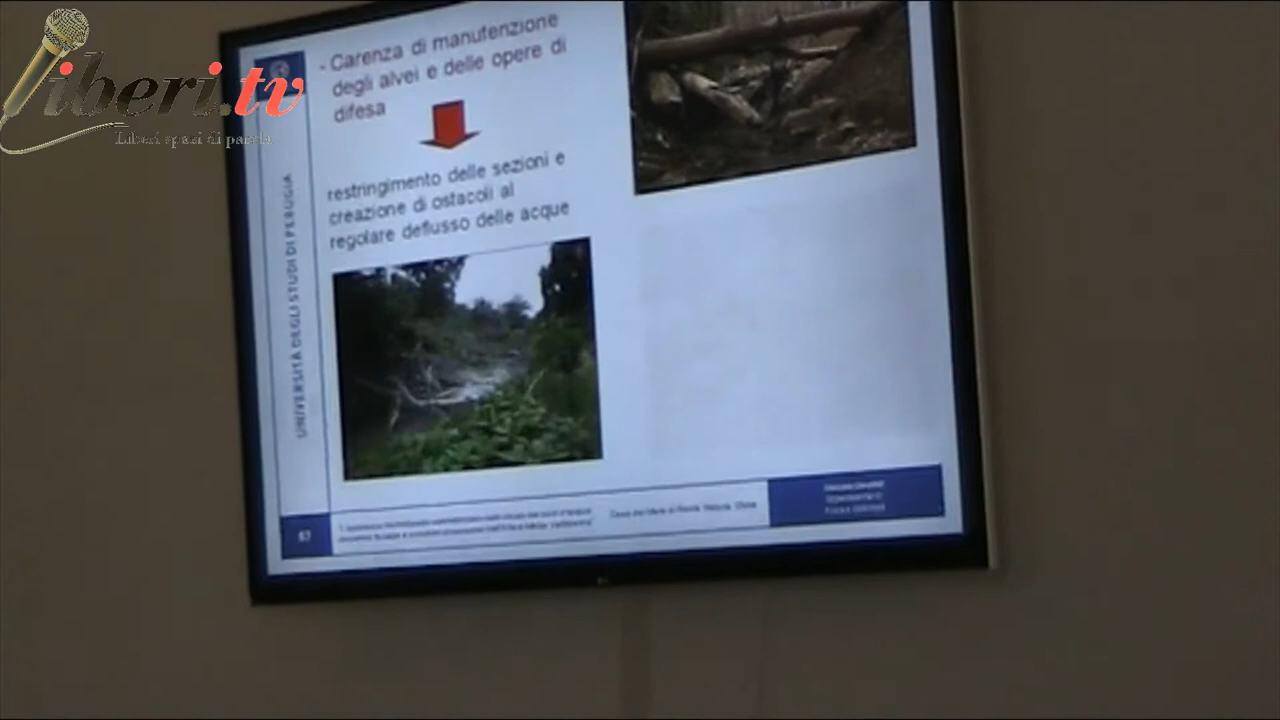 liberi.tv
Liberi spazi di parola
- Carenza di manutenzione
degli alvei e delle opere di
difesa
restringimento delle sezioni e
creazione di ostacoli al
regolare deflusso delle acque
UNIVERSITÀ DEGLI STUDI DI PERUGIA
57